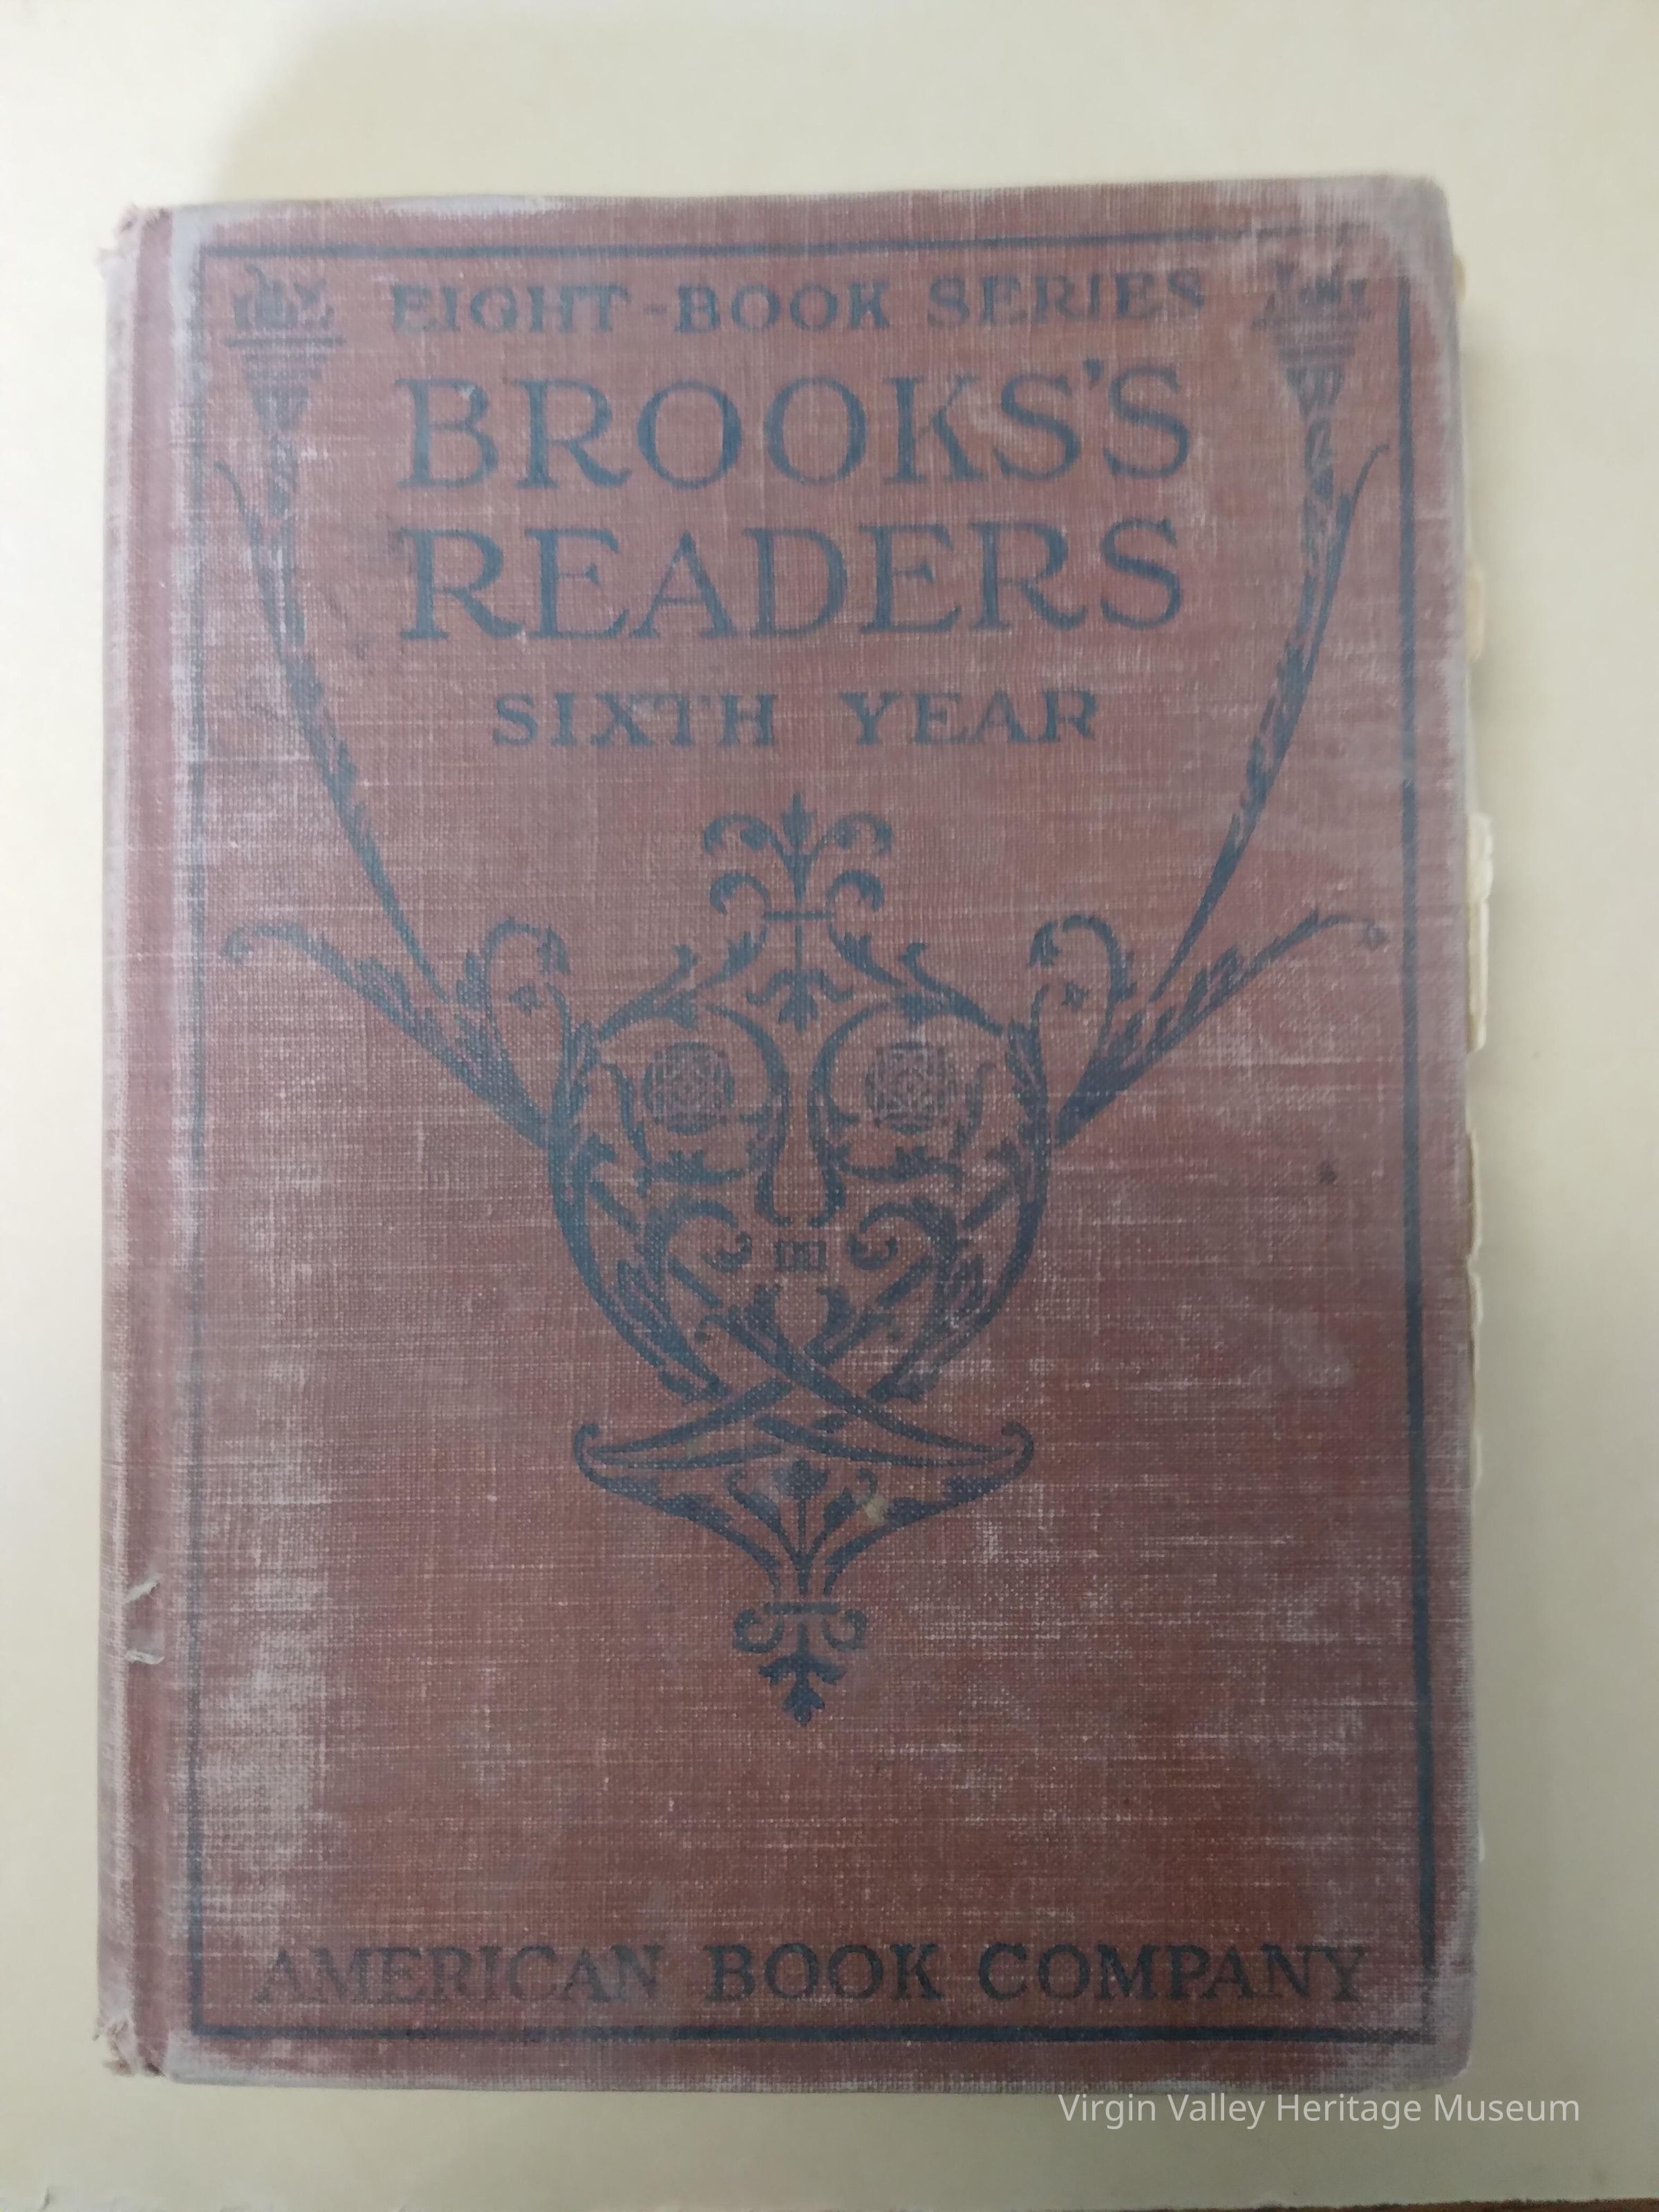 EIGHT-BOOK SERIES
BROOKS'S
READERS
SIXTH YEAR
AMERICAN BOOK COMPANY
Virgin Valley Heritage Museum